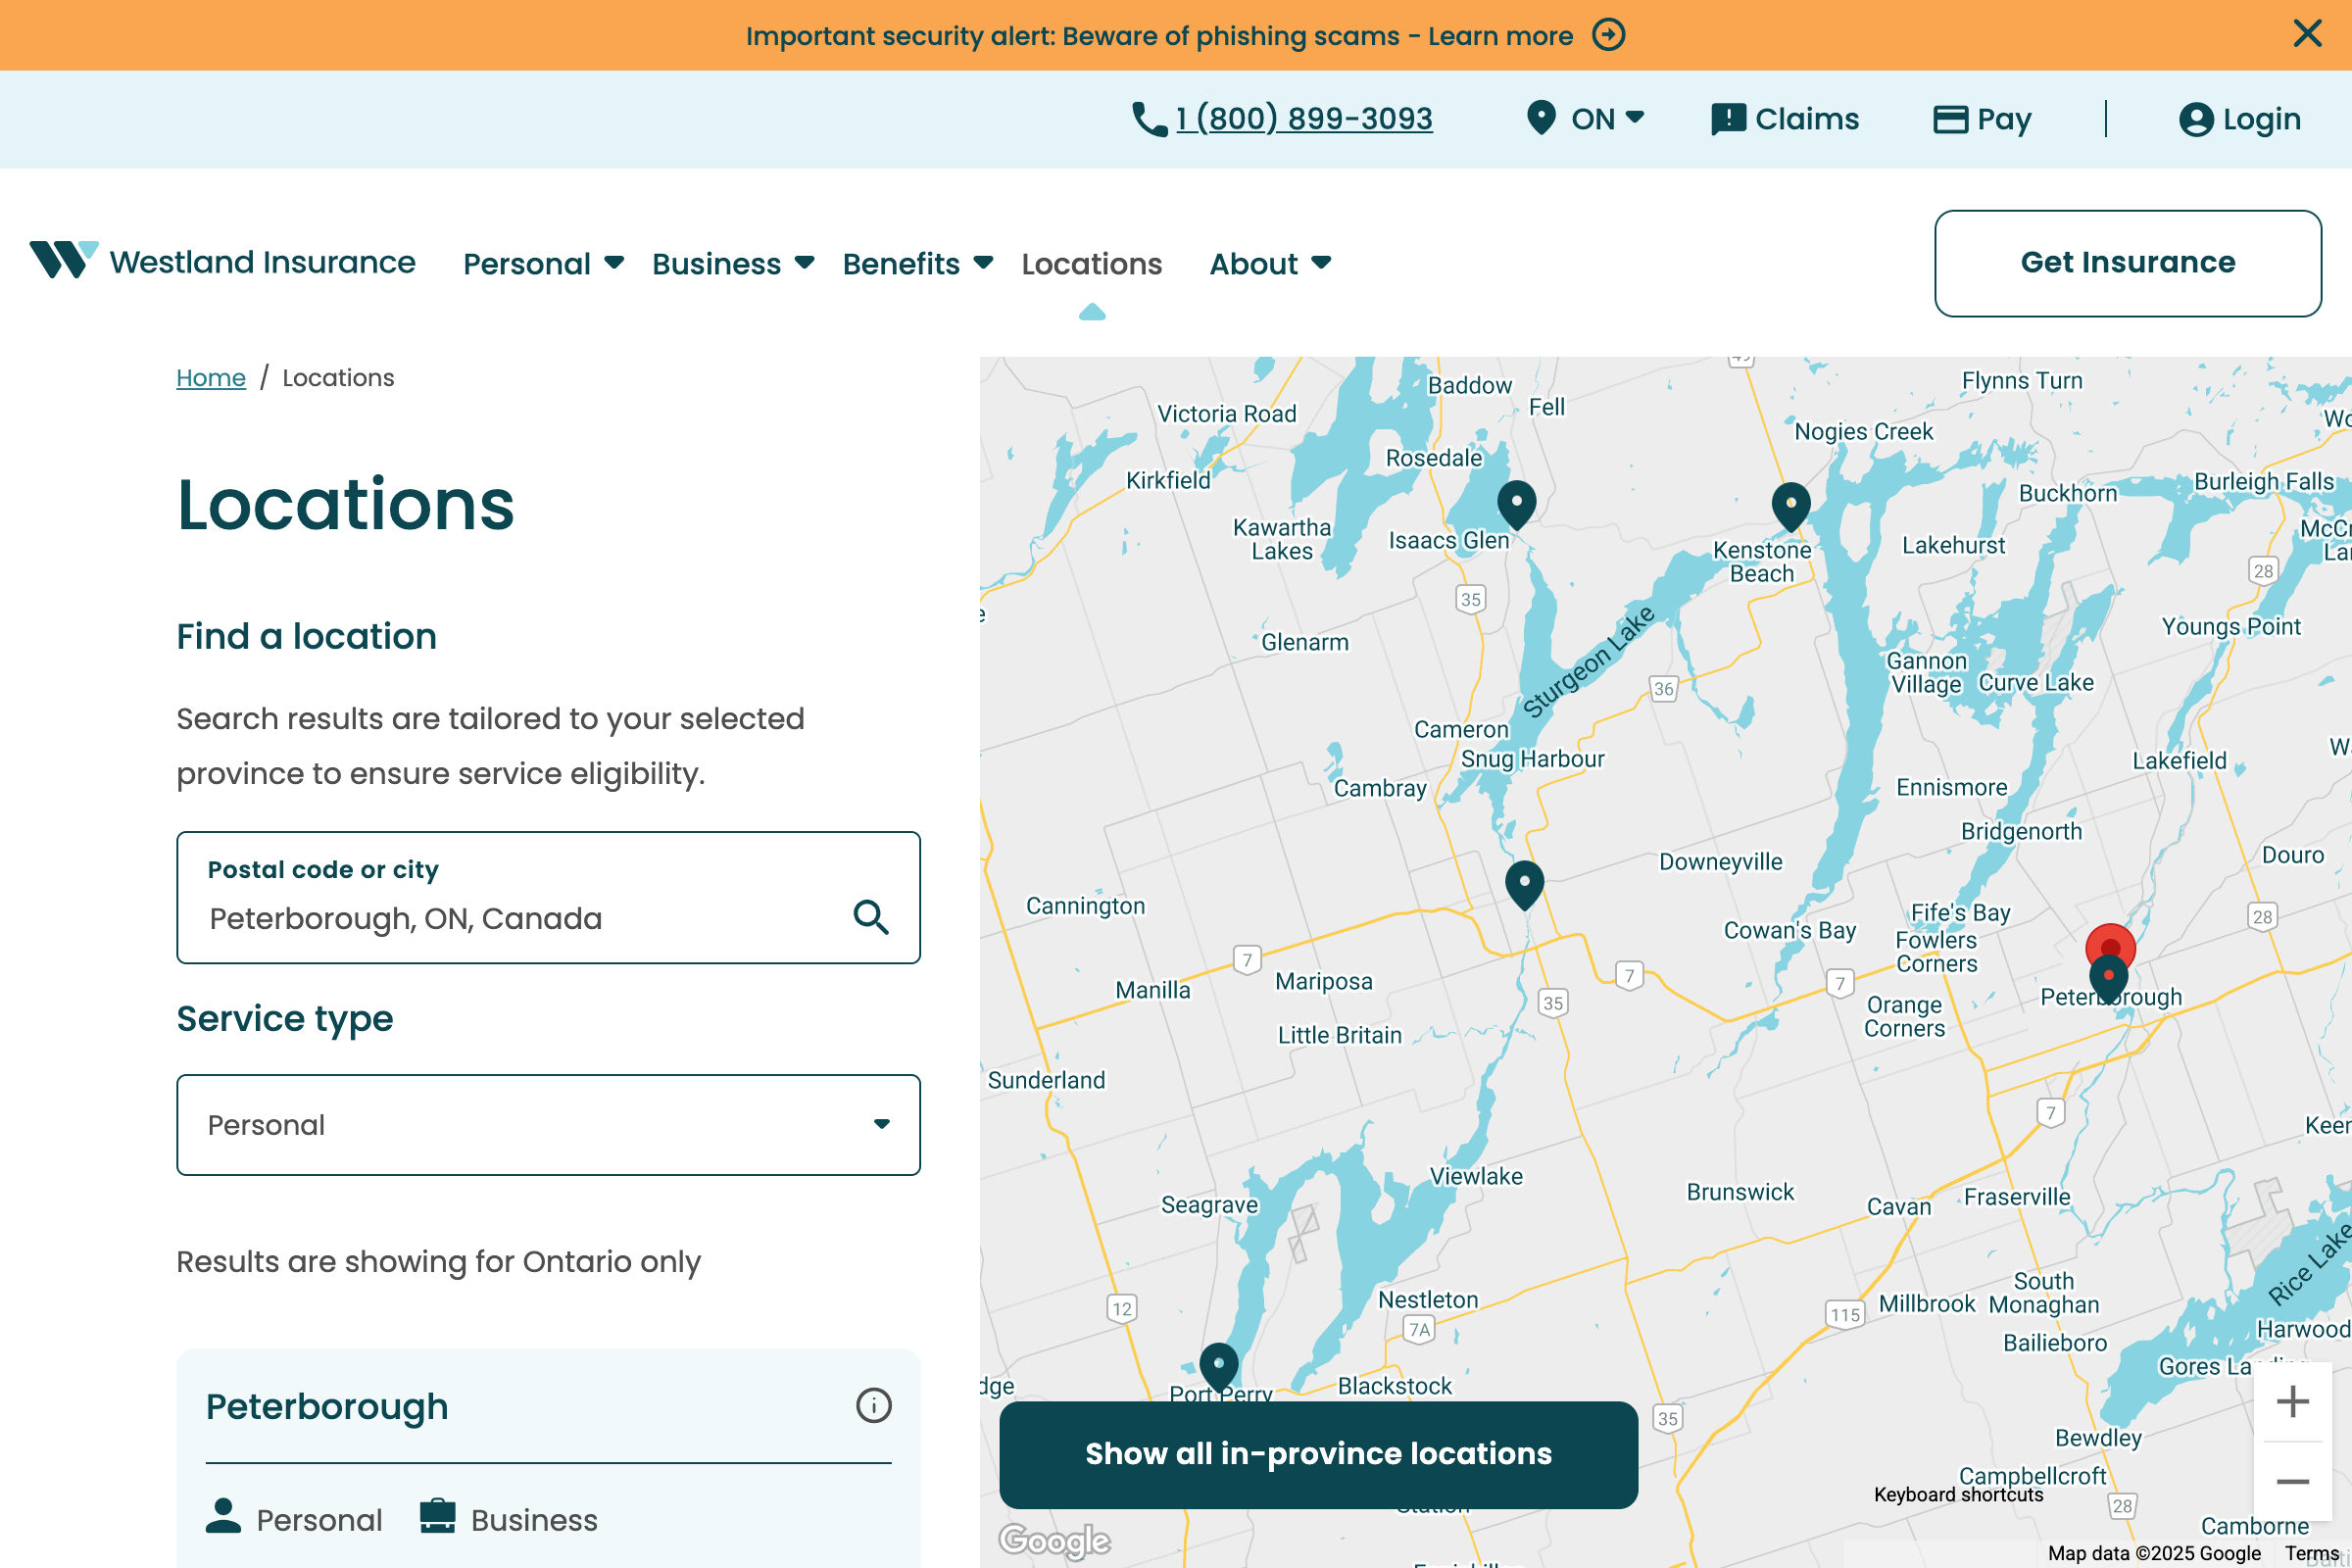 Important security alert: Beware of phishing scams - Learn more
1 (800) 899-3093
ON
Claims
Pay
Login
Westland Insurance
Personal
Business
Benefits
Locations
About
Get Insurance
Home / Locations
Locations
Find a location
Search results are tailored to your selected
province to ensure service eligibility.
Postal code or city
Peterborough, ON, Canada
Service type
Personal
Results are showing for Ontario only
Peterborough
Personal
Business
Baddow
Flynns Turn
Fell
Victoria Road
Nogies Creek
Rosedale
Kirkfield
Burleigh Falls
Buckhorn
Kawartha
Lakes
Isaacs Glen
Lakehurst
Kenstone
Beach
28
35
Youngs Point
Glenarm
Sturgeon Lake
Gannon
Village
Curve Lake
36
Cameron
Snug Harbour
Lakefield
Cambray
Ennismore
Bridgenorth
Douro
Downeyville
Cannington
Fife's Bay
28
Cowan's Bay
Fowlers
Corners
7
7
7
Mariposa
Manilla
35
Peterborough
Orange
Corners
Little Britain
Sunderland
7
Viewlake
Brunswick
Seagrave
Cavan
Fraserville
Rice Lake
South
Monaghan
12
Nestleton
7A
115
Millbrook
Harwood
Bailieboro
Port Perry
Blackstock
35
Show all in-province locations
Bewdley
Campbellcroft
Keyboard shortcuts
28
Camborne
Google
Map data ©2025 Google
Terms